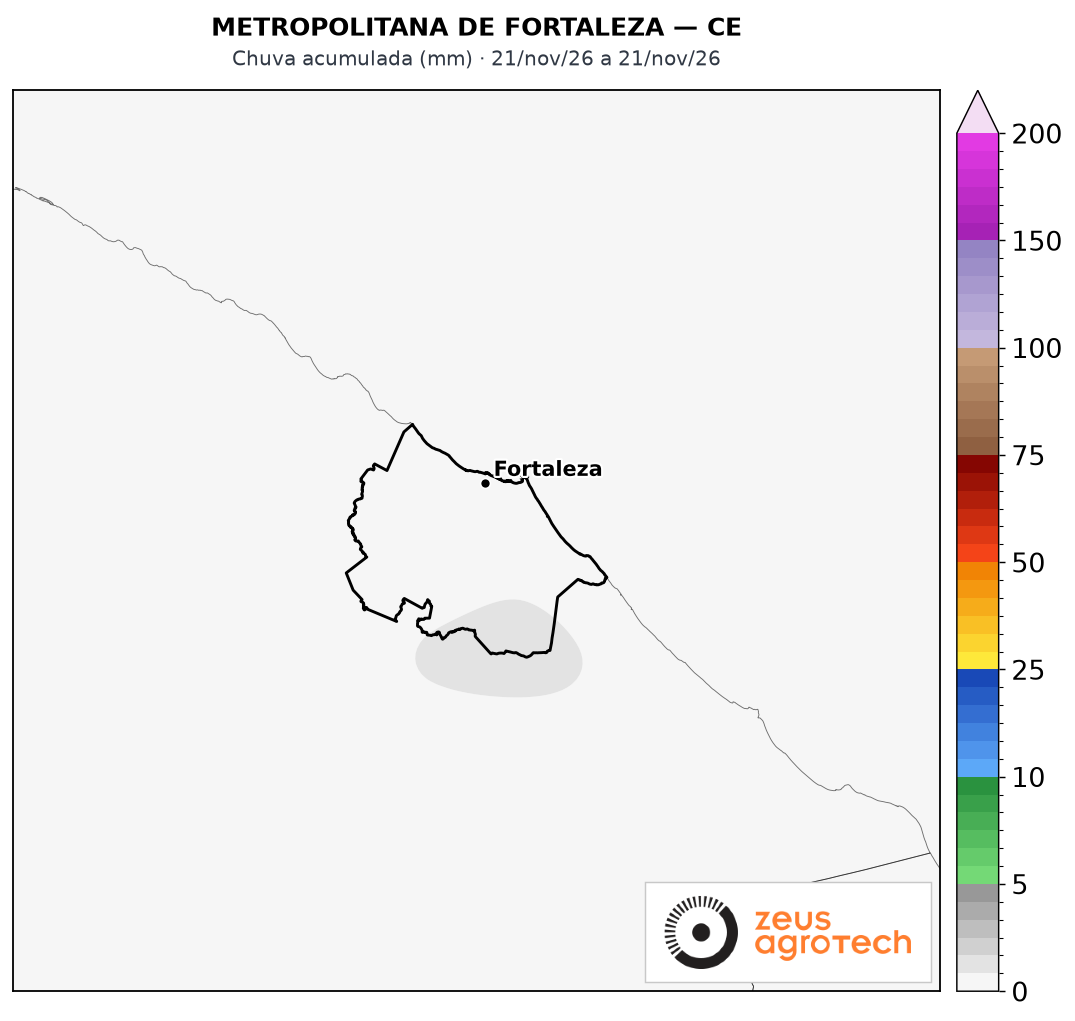 METROPOLITANA DE FORTALEZA — CE
Chuva acumulada (mm) · 21/nov/26 a 21/nov/26
200
150
100
75
50
25
10
5
0
Fortaleza
zeus
agrotech